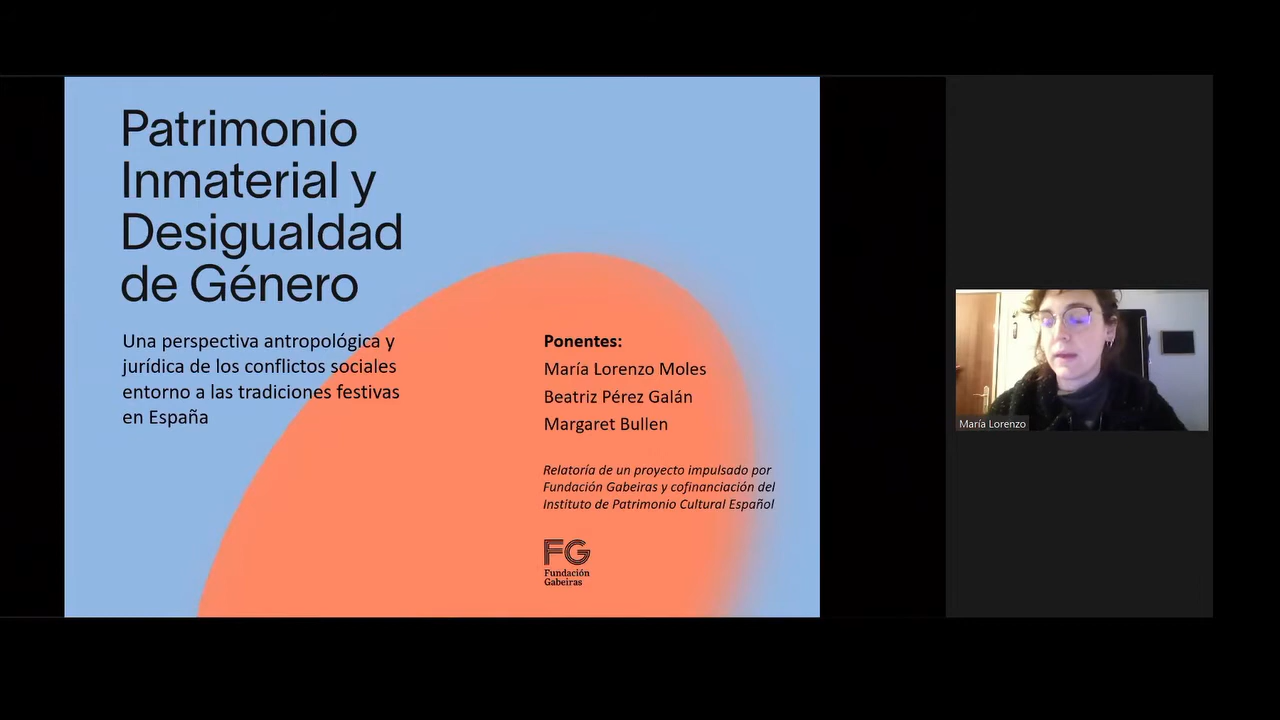 Patrimonio
Inmaterial y
Desigualdad
de Género
Una perspectiva antropológica y
jurídica de los conflictos sociales
entorno a las tradiciones festivas
en España
Ponentes:
María Lorenzo Moles
Beatriz Pérez Galán
Margaret Bullen
Relatoría de un proyecto impulsado por
Fundación Gabeiras y cofinanciación del
Instituto de Patrimonio Cultural Español
FG
Fundación
Gabeiras
María Lorenzo